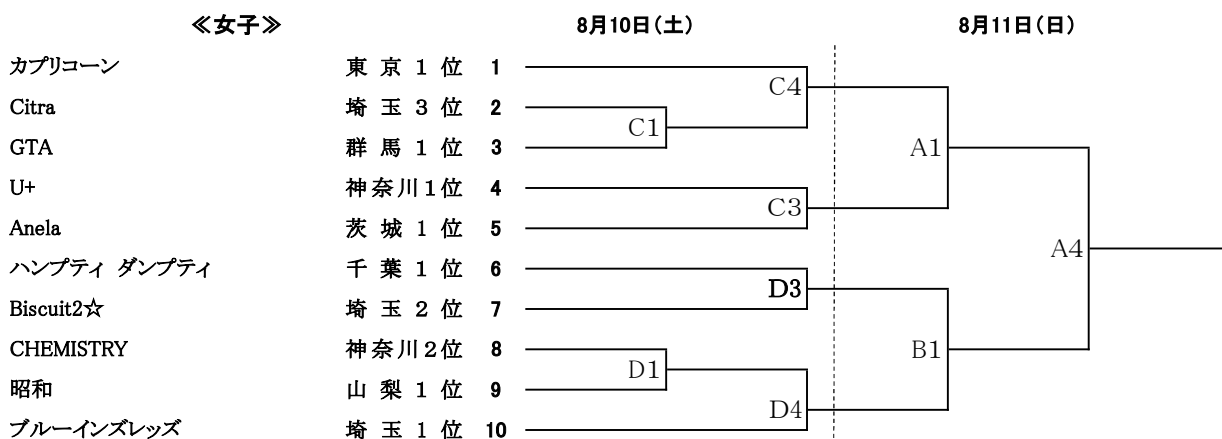 ≪女子≫ 8月10日(土) 8月11日(日)
カプリコーン 東京1位 1
C4
Citra 埼玉3位 2
C1
GTA 群馬1位 3
A1
U+ 神奈川1位 4
C3
Anela 茨城1位 5
A4
ハンプティ ダンプティ 千葉1位 6
D3
Biscuit2☆ 埼玉2位 7
CHEMISTRY 神奈川2位 8
B1
D1
昭和 山梨1位 9
D4
ブルーインズレッズ 埼玉1位 10